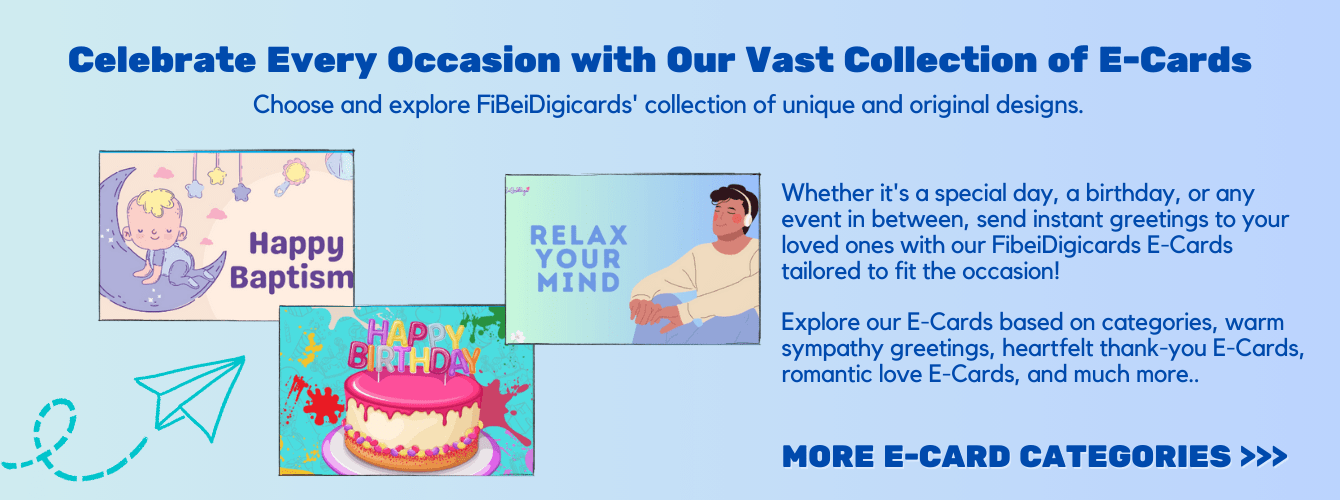 Celebrate Every Occasion with Our Vast Collection of E-Cards
Choose and explore FiBeiDigicards' collection of unique and original designs.
Happy
Baptism
RELAX
YOUR
MIND
HAPPY
BIRTHDAY
Whether it's a special day, a birthday, or any
event in between, send instant greetings to your
loved ones with our FibeiDigicards E-Cards
tailored to fit the occasion!
Explore our E-Cards based on categories, warm
sympathy greetings, heartfelt thank-you E-Cards,
romantic love E-Cards, and much more..
MORE E-CARD CATEGORIES >>>